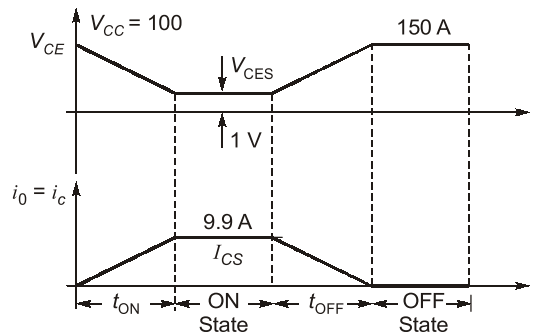 V_CC = 100
150 A
V_CE
V_CES
1 V
i_0 = i_c
9.9 A
I_CS
t_ON
ON
State
t_OFF
OFF
State